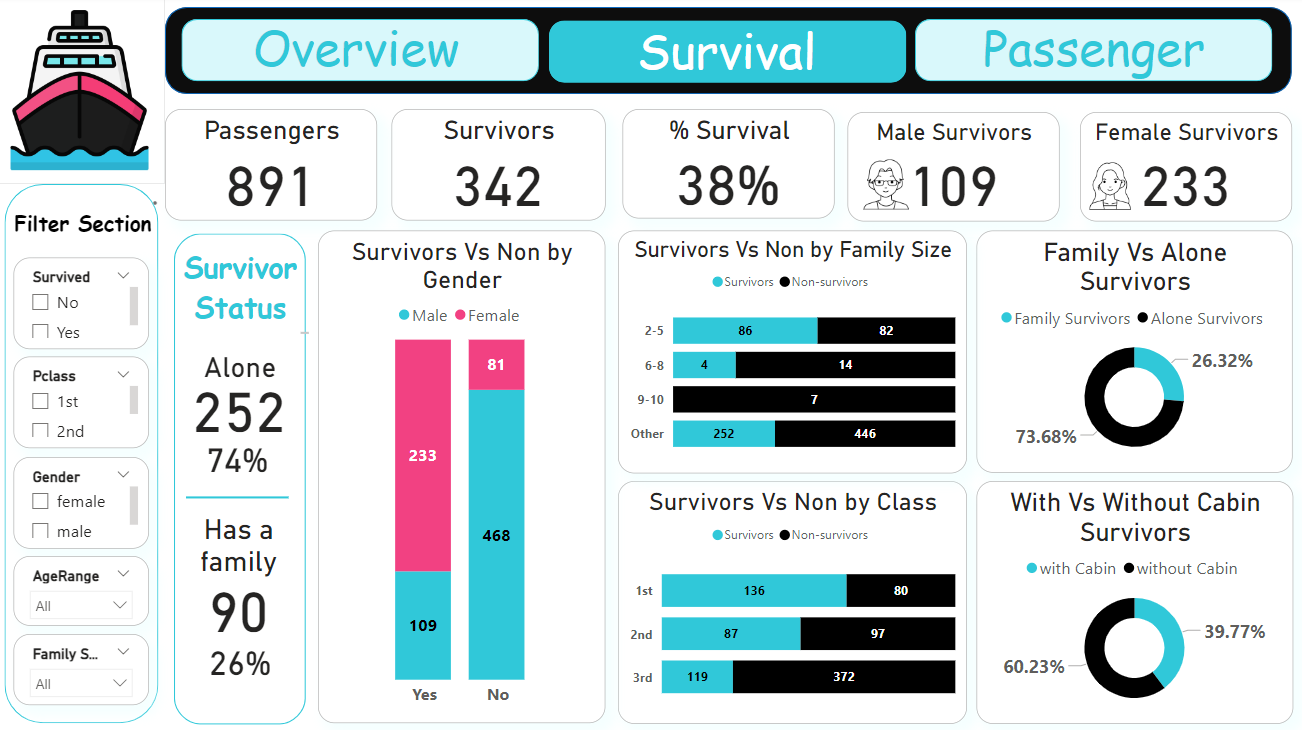 Overview
Survival
Passenger
Passengers
891
Survivors
342
% Survival
38%
Male Survivors
109
Female Survivors
233
Filter Section
Survived
No
Yes
Pclass
1st
2nd
Gender
female
male
AgeRange
All
Family S...
All
Survivor
Status
Alone
252
74%
Has a
family
90
26%
Survivors Vs Non by
Gender
Male Female
81
233
468
109
Yes No
Survivors Vs Non by Family Size
Survivors Non-survivors
2-5 86 82
6-8 4 14
9-10 7
Other 252 446
Family Vs Alone
Survivors
Family Survivors Alone Survivors
26.32%
73.68%
Survivors Vs Non by Class
Survivors Non-survivors
1st 136 80
2nd 87 97
3rd 119 372
With Vs Without Cabin
Survivors
with Cabin without Cabin
39.77%
60.23%